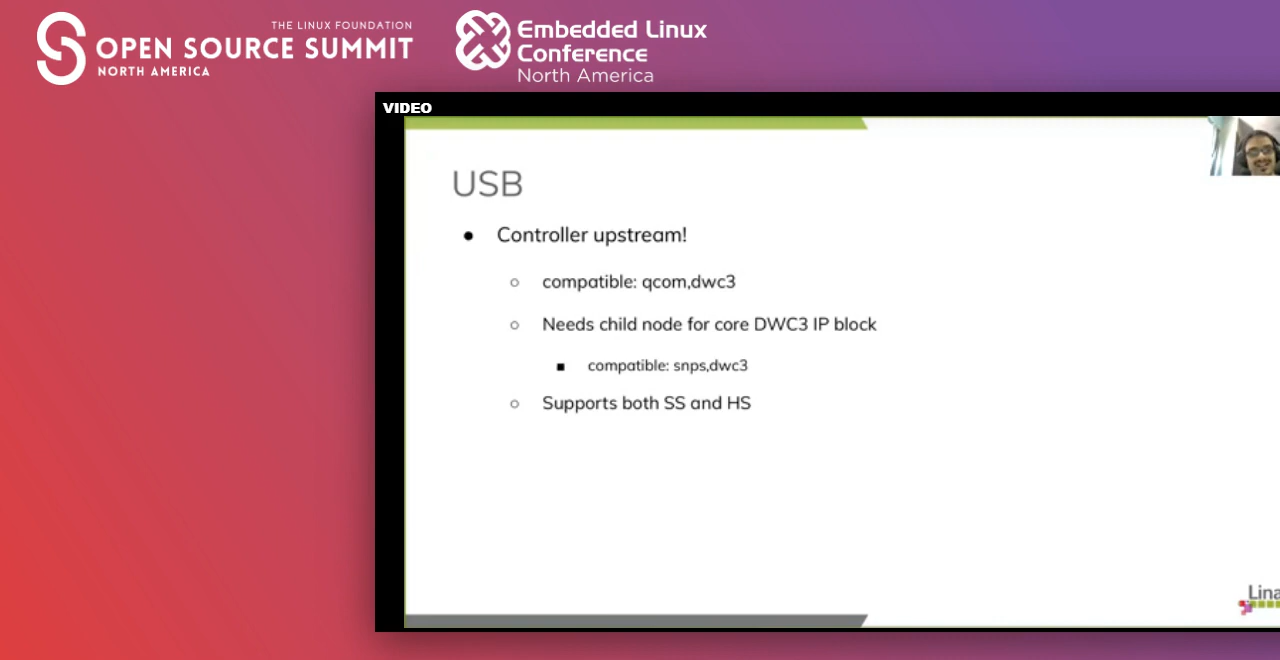 THE LINUX FOUNDATION
OPEN SOURCE SUMMIT
NORTH AMERICA
Embedded Linux
Conference
North America
VIDEO
USB
● Controller upstream!
○ compatible: qcom,dwc3
○ Needs child node for core DWC3 IP block
■ compatible: snps,dwc3
○ Supports both SS and HS
Lina